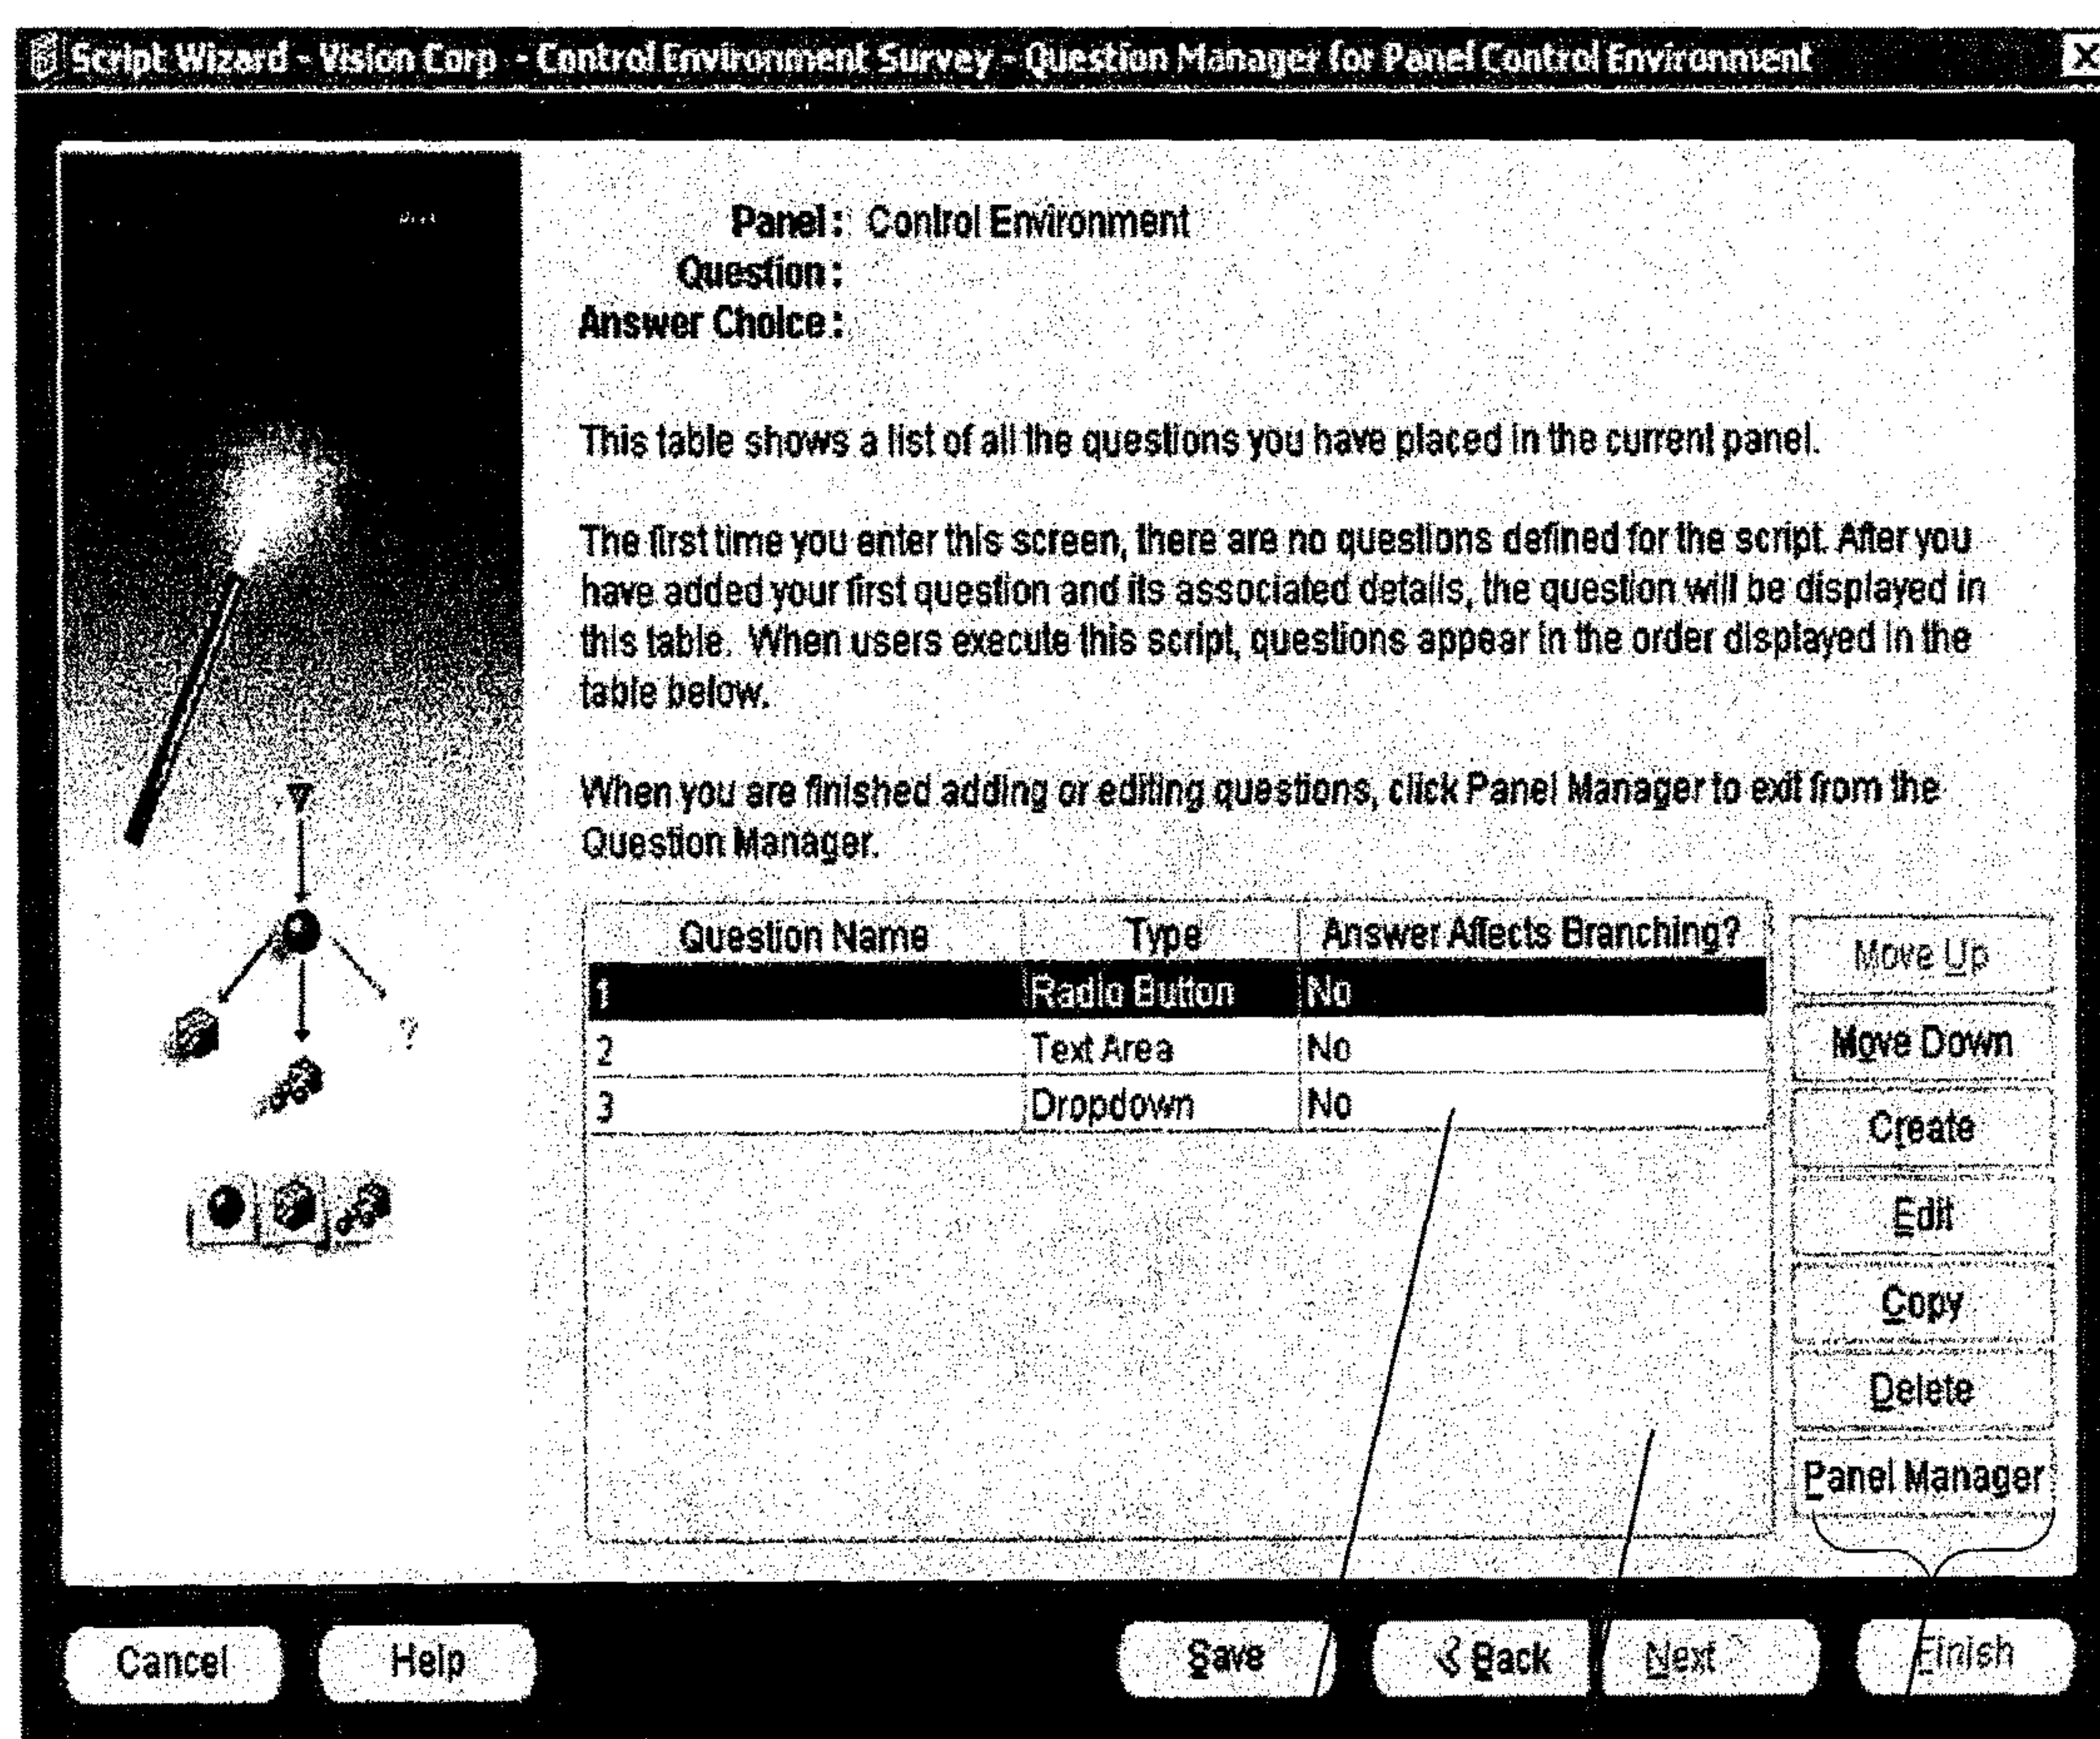 Script Wizard - Vision Corp - Control Environment Survey - Question Manager for Panel Control Environment
Panel: Control Environment
Question:
Answer Choice:
This table shows a list of all the questions you have placed in the current panel.
The first time you enter this screen, there are no questions defined for the script. After you
have added your first question and its associated details, the question will be displayed in
this table. When users execute this script, questions appear in the order displayed in the
table below.
When you are finished adding or editing questions, click Panel Manager to exit from the
Question Manager.
Question Name Type Answer Affects Branching?
1 Radio Button No
2 Text Area No
3 Dropdown No
Move Up
Move Down
Create
Edit
Copy
Delete
Panel Manager
Cancel Help Save Back Next Finish